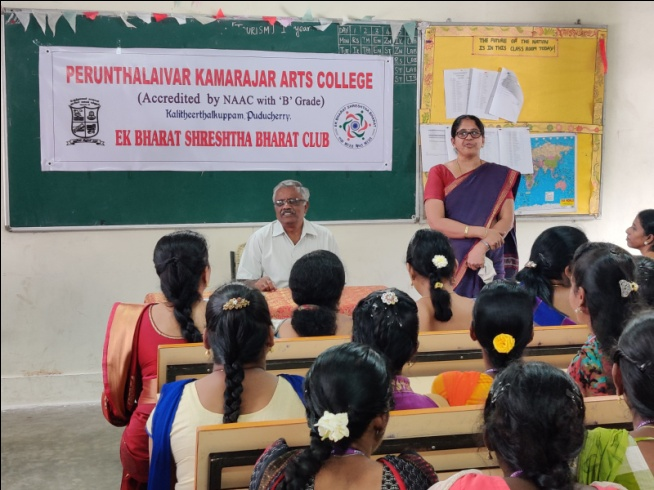 PERUNTHALAIVAR KAMARAJAR ARTS COLLEGE
(Accredited by NAAC with 'B' Grade)
Kalitheerthalkuppam, Puducherry.
EK BHARAT SHRESHTHA BHARAT CLUB
THE FUTURE OF THE NATION
IS IN THIS CLASS ROOM TODAY!
I year